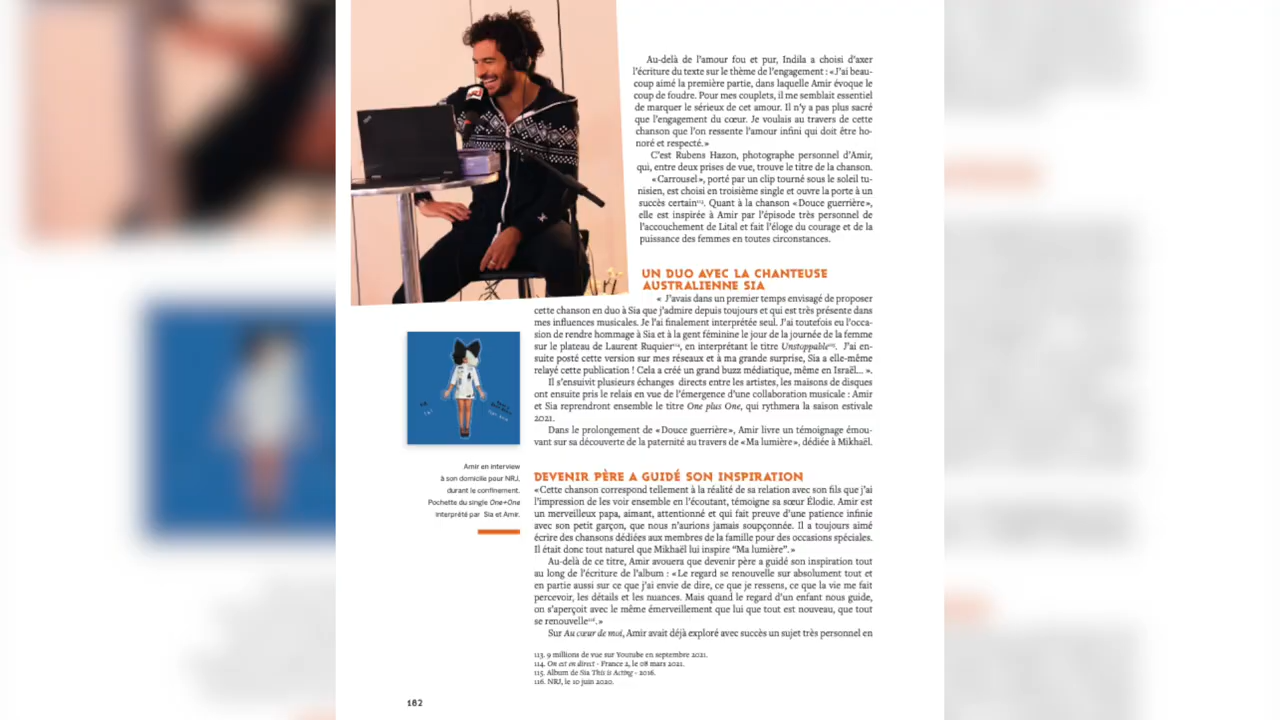 Au-delà de l'amour fou et pur, Indila a choisi d'axer
l'écriture du texte sur le thème de l'engagement : « J'ai beau-
coup aimé la première partie, dans laquelle Amir évoque le
coup de foudre. Pour mes couplets, il me semblait essentiel
de marquer le sérieux de cet amour. Il n'y a pas plus sacré
que l'engagement du cœur. Je voulais au travers de cette
chanson que l'on ressente l'amour infini qui doit être ho-
noré et respecté. »
C'est Rubens Hazon, photographe personnel d'Amir,
qui, entre deux prises de vue, trouve le titre de la chanson.
« Carrousel », porté par un clip tourné sous le soleil tu-
nisien, est choisi en troisième single et ouvre la porte à un
succès certain¹¹³. Quant à la chanson « Douce guerrière »,
elle est inspirée à Amir par l'épisode très personnel de
l'accouchement de Lital et fait l'éloge du courage et de la
puissance des femmes en toutes circonstances.
UN DUO AVEC LA CHANTEUSE
AUSTRALIENNE SIA
« J'avais dans un premier temps envisagé de proposer
cette chanson en duo à Sia que j'admire depuis toujours et qui est très présente dans
mes influences musicales. Je l'ai finalement interprétée seul. J'ai toutefois eu l'occa-
sion de rendre hommage à Sia et à la gent féminine le jour de la journée de la femme
sur le plateau de Laurent Ruquier¹¹⁴, en interprétant le titre Unstoppable¹¹⁵. J'ai en-
suite posté cette version sur mes réseaux et à ma grande surprise, Sia a elle-même
relayé cette publication ! Cela a créé un grand buzz médiatique, même en Israël... ».
Il s'ensuivit plusieurs échanges directs entre les artistes, les maisons de disques
ont ensuite pris le relais en vue de l'émergence d'une collaboration musicale : Amir
et Sia reprendront ensemble le titre One plus One, qui rythmera la saison estivale
2021.
Dans le prolongement de « Douce guerrière », Amir livre un témoignage émou-
vant sur sa découverte de la paternité au travers de « Ma lumière », dédiée à Mikhaël.
DEVENIR PÈRE A GUIDÉ SON INSPIRATION
« Cette chanson correspond tellement à la réalité de sa relation avec son fils que j'ai
l'impression de les voir ensemble en l'écoutant, témoigne sa sœur Élodie. Amir est
un merveilleux papa, aimant, attentionné et qui fait preuve d'une patience infinie
avec son petit garçon, que nous n'aurions jamais soupçonnée. Il a toujours aimé
écrire des chansons dédiées aux membres de la famille pour des occasions spéciales.
Il était donc tout naturel que Mikhaël lui inspire “Ma lumière”. »
Au-delà de ce titre, Amir avouera que devenir père a guidé son inspiration tout
au long de l'écriture de l'album : « Le regard se renouvelle sur absolument tout et
en partie aussi sur ce que j'ai envie de dire, ce que je ressens, ce que la vie me fait
percevoir, les détails et les nuances. Mais quand le regard d'un enfant nous guide,
on s'aperçoit avec le même émerveillement que lui que tout est nouveau, que tout
se renouvelle¹¹⁶. »
Sur Au cœur de moi, Amir avait déjà exploré avec succès un sujet très personnel en
Amir en interview
à son domicile pour NRJ,
durant le confinement.
Pochette du single One+One
interprété par Sia et Amir.
113. 9 millions de vue sur Youtube en septembre 2021.
114. On est en direct - France 2, le 08 mars 2021.
115. Album de Sia This is Acting - 2016.
116. NRJ, le 10 juin 2020.
182
NRJ